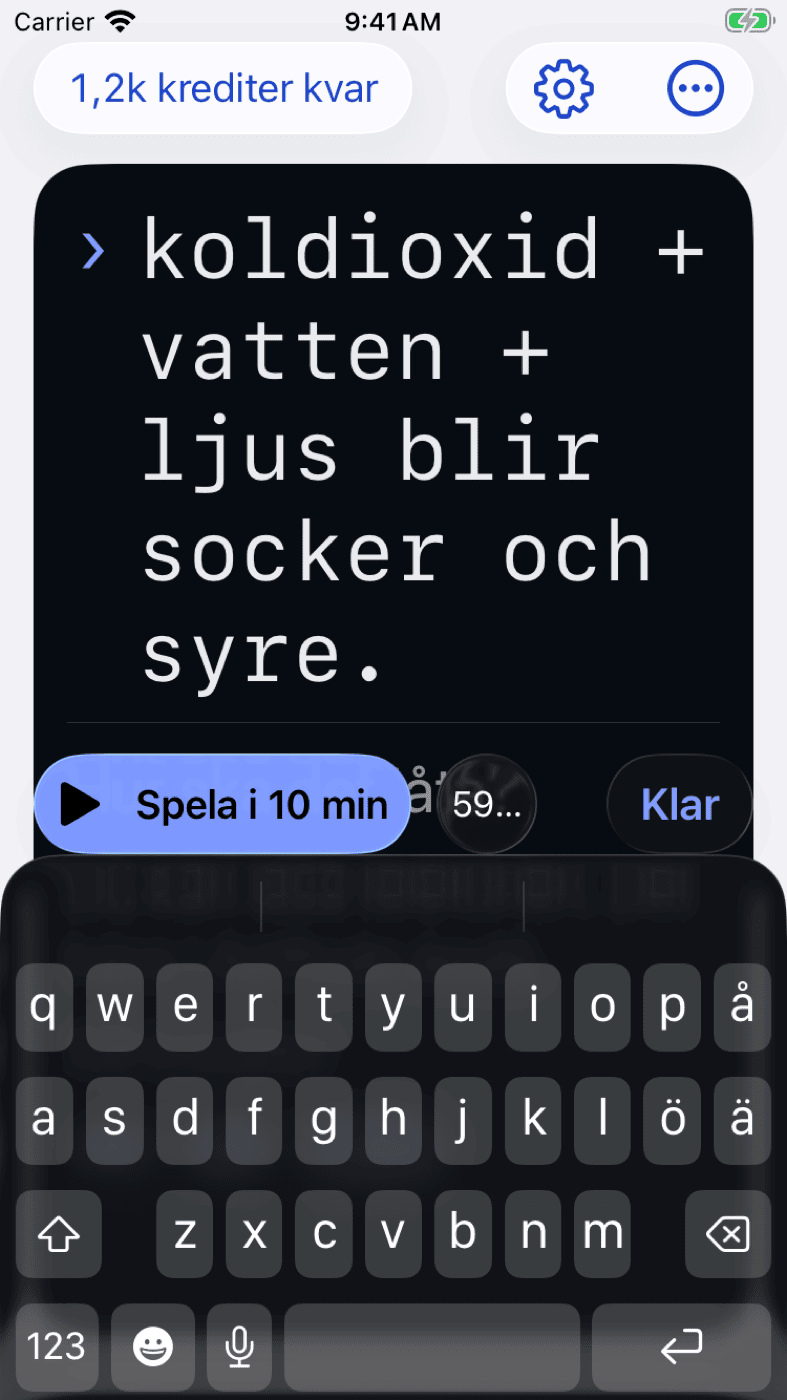 Carrier 9:41 AM
1,2k krediter kvar
› koldioxid +
vatten +
ljus blir
socker och
syre.
Spela i 10 min 59... Klar
q w e r t y u i o p å
a s d f g h j k l ö ä
z x c v b n m
123